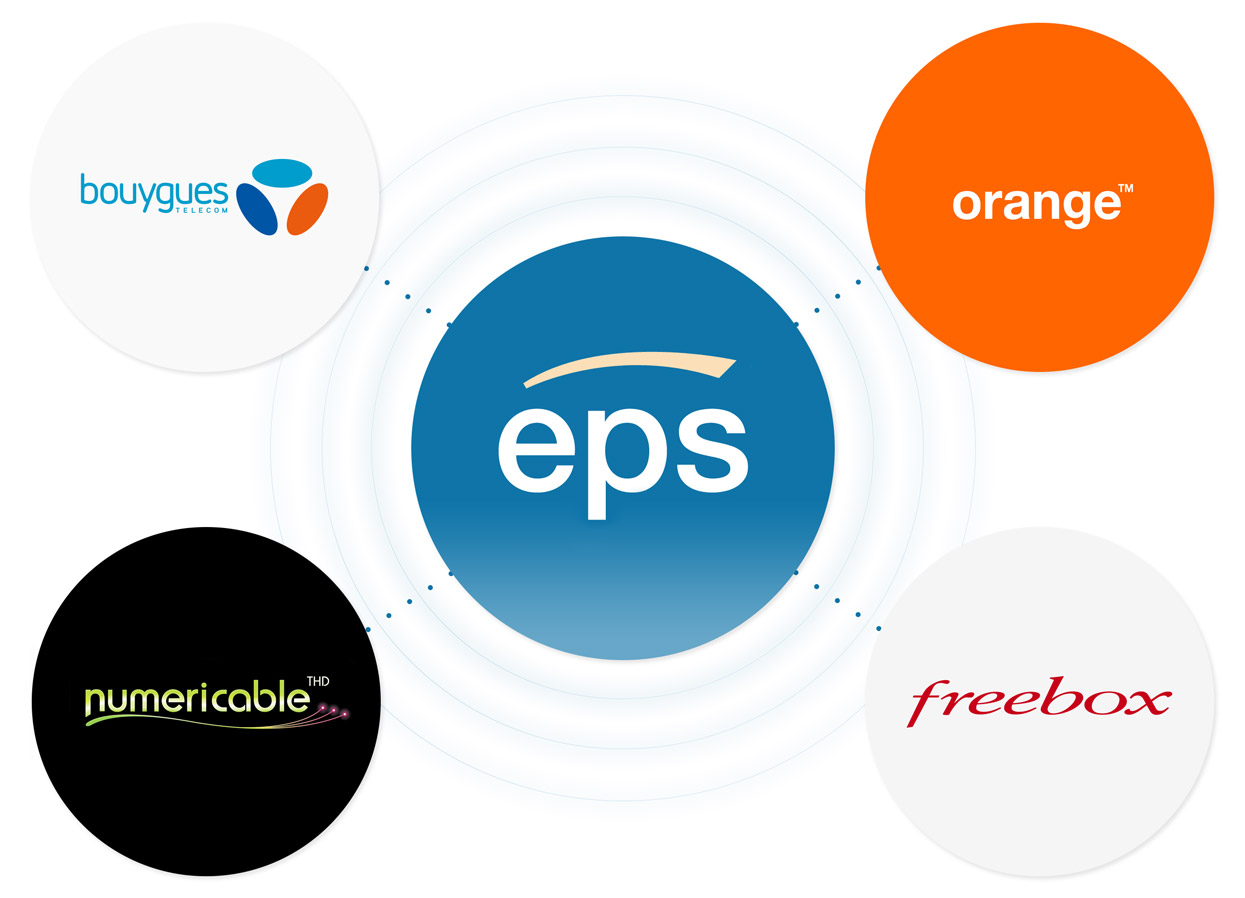 bouygues
TELECOM
orange™
eps
numericable THD
freebox